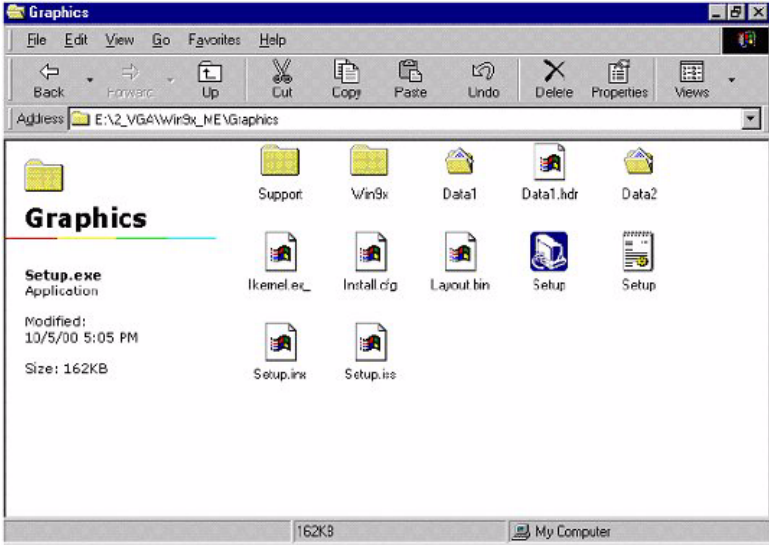 Graphics
File Edit View Go Favorites Help
Back Forward Up Cut Copy Paste Undo Delete Properties Views
Address E:\2_VGA\Win9x_ME\Graphics
Support Win9x Data1 Data1.hdr Data2
Graphics
Ikernel.ex_ Install.cfg Layout.bin Setup Setup
Setup.exe
Application
Modified:
10/5/00 5:05 PM
Setup.inx Setup.iss
Size: 162KB
162KB My Computer